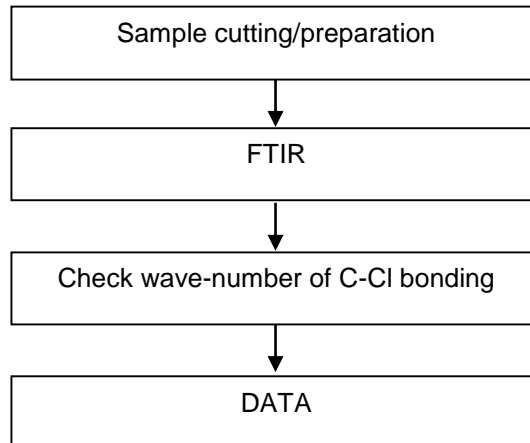 Sample cutting/preparation
FTIR
Check wave-number of C-Cl bonding
DATA